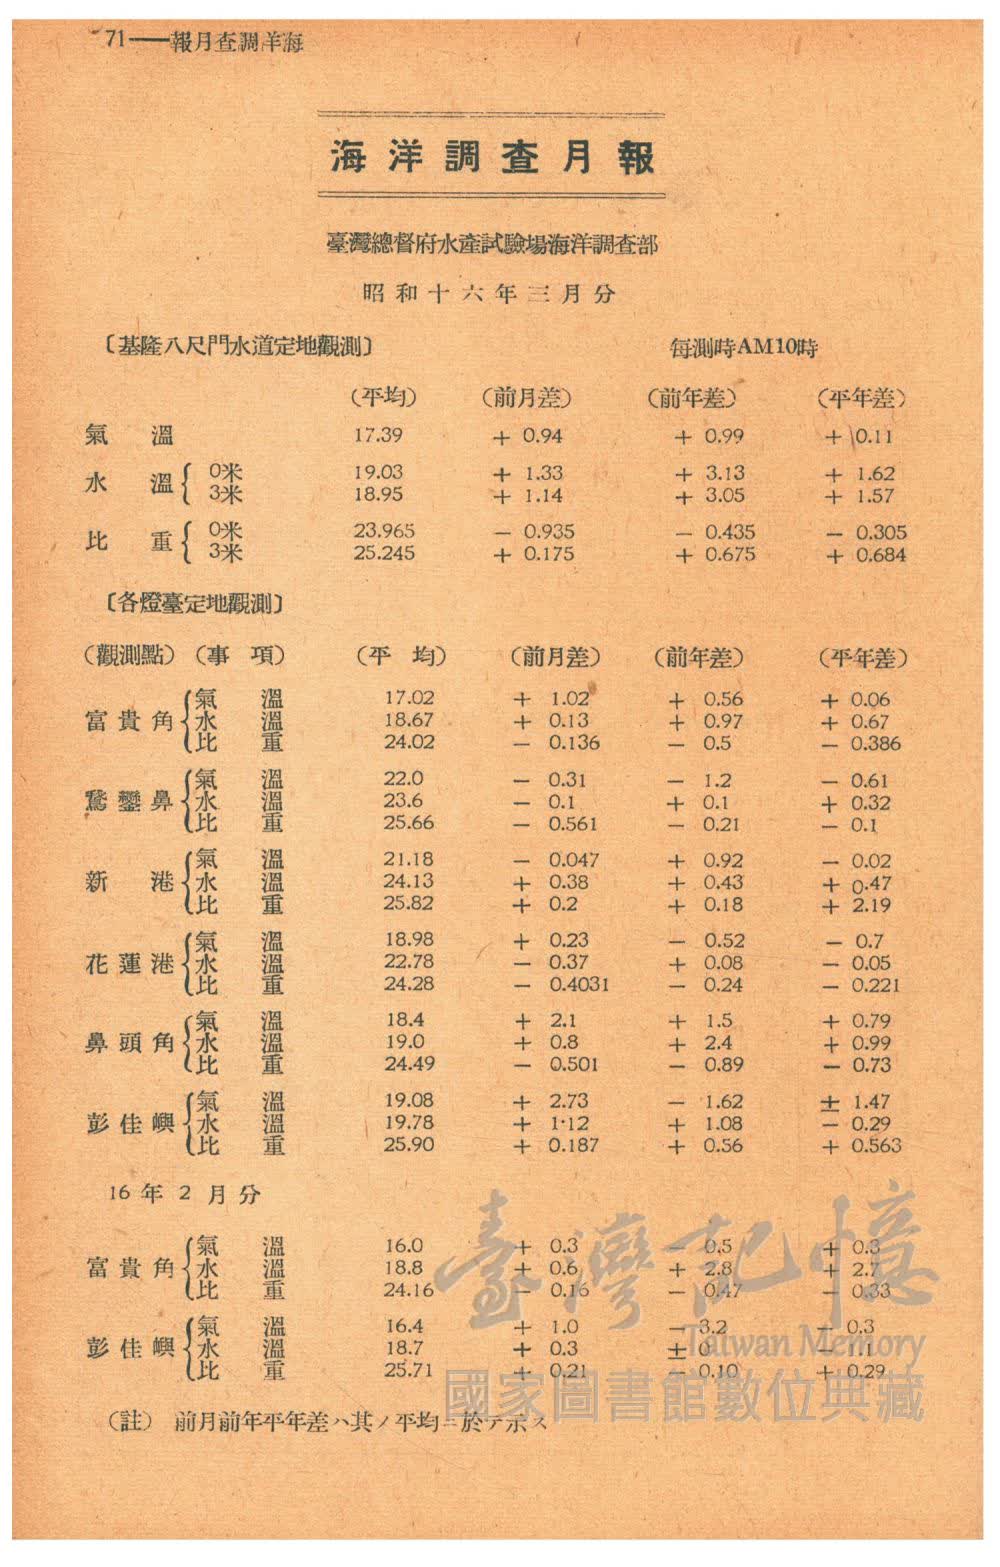 71——報月查調洋海
海洋調查月報
臺灣總督府水產試驗場海洋調查部
昭和十六年三月分
〔基隆八尺門水道定地觀測〕 每測時AM10時
(平均) (前月差) (前年差) (平年差)
氣溫 17.39 + 0.94 + 0.99 + 0.11
水溫 0米 19.03 + 1.33 + 3.13 + 1.62
3米 18.95 + 1.14 + 3.05 + 1.57
比重 0米 23.965 - 0.935 - 0.435 - 0.305
3米 25.245 + 0.175 + 0.675 + 0.684
〔各燈臺定地觀測〕
(觀測點) (事項) (平均) (前月差) (前年差) (平年差)
富貴角 氣溫 17.02 + 1.02 + 0.56 + 0.06
水溫 18.67 + 0.13 + 0.97 + 0.67
比重 24.02 - 0.136 - 0.5 - 0.386
鵞鑾鼻 氣溫 22.0 - 0.31 - 1.2 - 0.61
水溫 23.6 - 0.1 + 0.1 + 0.32
比重 25.66 - 0.561 - 0.21 - 0.1
新港 氣溫 21.18 - 0.047 + 0.92 - 0.02
水溫 24.13 + 0.38 + 0.43 + 0.47
比重 25.82 + 0.2 + 0.18 + 2.19
花蓮港 氣溫 18.98 + 0.23 - 0.52 - 0.7
水溫 22.78 - 0.37 + 0.08 - 0.05
比重 24.28 - 0.4031 - 0.24 - 0.221
鼻頭角 氣溫 18.4 + 2.1 + 1.5 + 0.79
水溫 19.0 + 0.8 + 2.4 + 0.99
比重 24.49 - 0.501 - 0.89 - 0.73
彭佳嶼 氣溫 19.08 + 2.73 - 1.62 ± 1.47
水溫 19.78 + 1·12 + 1.08 - 0.29
比重 25.90 + 0.187 + 0.56 + 0.563
16年2月分
富貴角 氣溫 16.0 + 0.3 - 0.5 + 0.3
水溫 18.8 + 0.6 + 2.8 + 2.7
比重 24.16 - 0.16 - 0.47 - 0.33
彭佳嶼 氣溫 16.4 + 1.0 - 3.2 - 0.3
水溫 18.7 + 0.3 ± 0 - 1.1
比重 25.71 + 0.21 - 0.10 + 0.29
(註) 前月前年平年差ハ其ノ平均ニ於テ示ス
臺灣記憶
Taiwan Memory
國家圖書館數位典藏